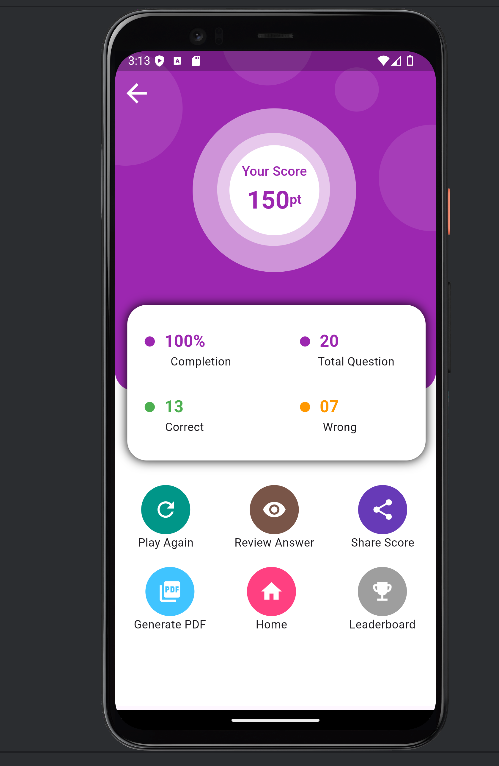 3:13
Your Score
150pt
100%
Completion
20
Total Question
13
Correct
07
Wrong
Play Again
Review Answer
Share Score
PDF
Generate PDF
Home
Leaderboard